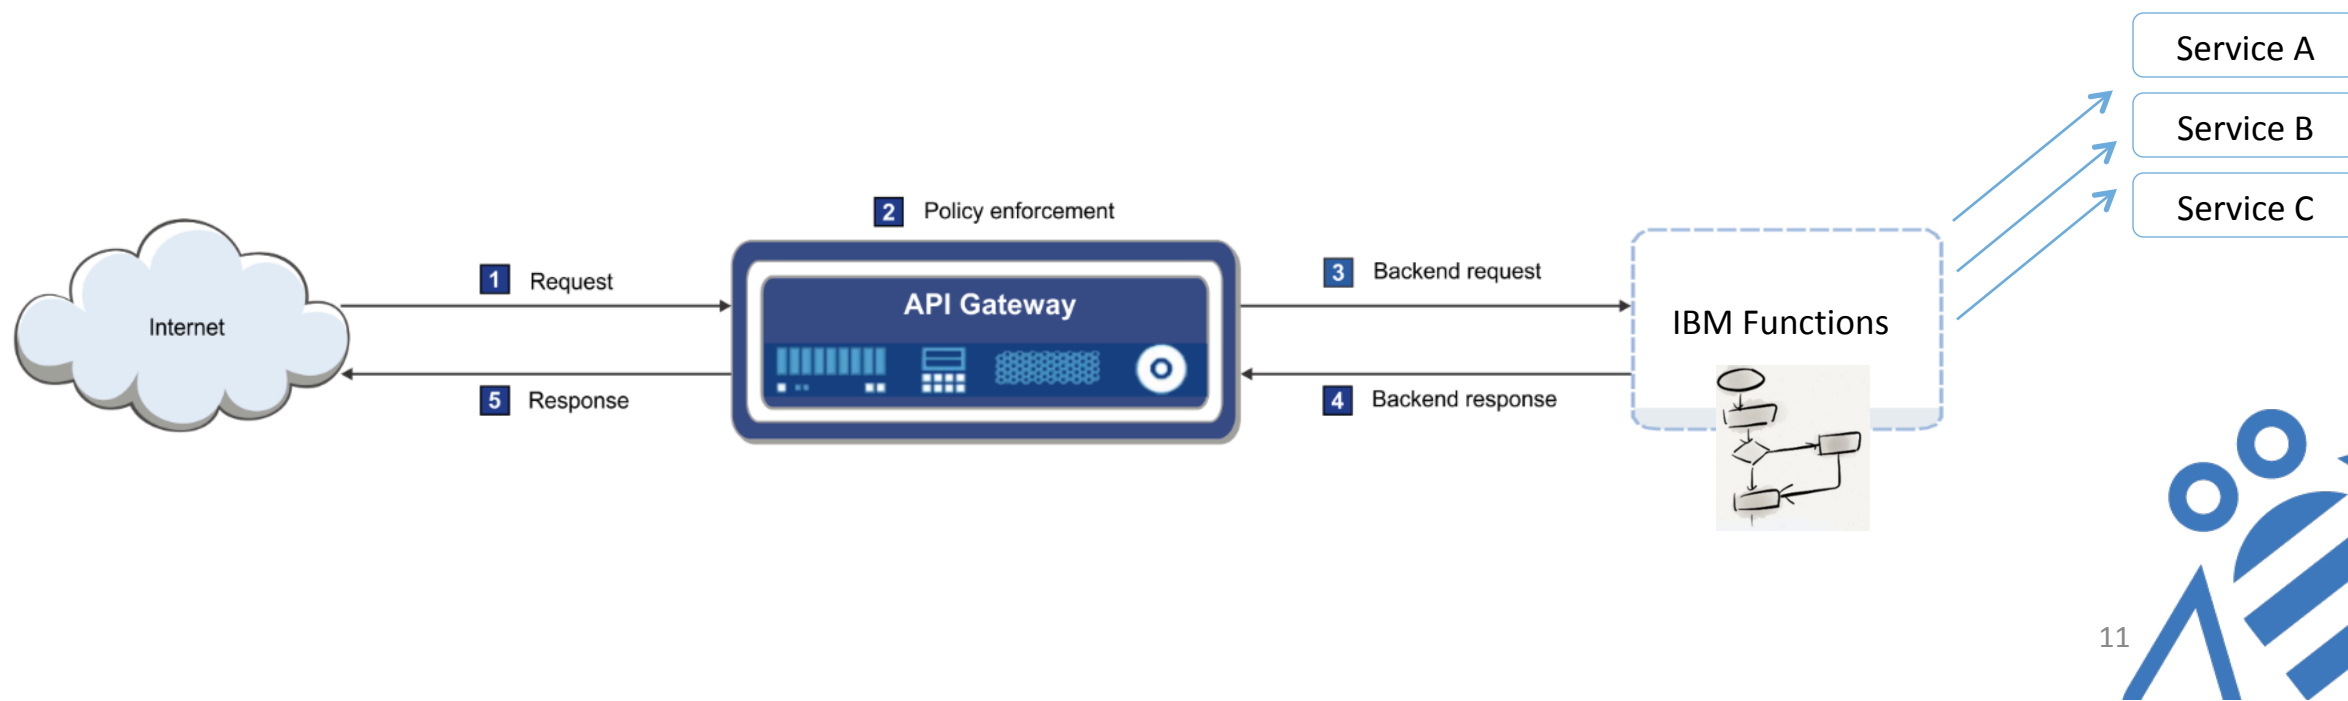 Service A
Service B
Service C
2 Policy enforcement
1 Request
3 Backend request
API Gateway
Internet
IBM Functions
5 Response
4 Backend response
11